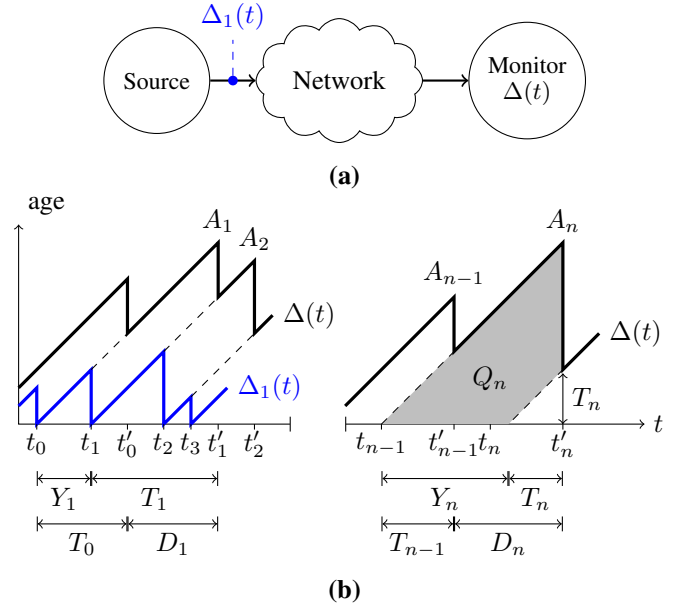 Δ₁(t)
Source
Network
Monitor
Δ(t)
(a)
age
A₁
A₂
Δ(t)
Δ₁(t)
t₀ t₁ t′₀ t₂ t₃ t′₁ t′₂
Y₁ T₁
T₀ D₁
Aₙ
Aₙ₋₁
Δ(t)
Qₙ
Tₙ
tₙ₋₁ t′ₙ₋₁ tₙ t′ₙ t
Yₙ Tₙ
Tₙ₋₁ Dₙ
(b)